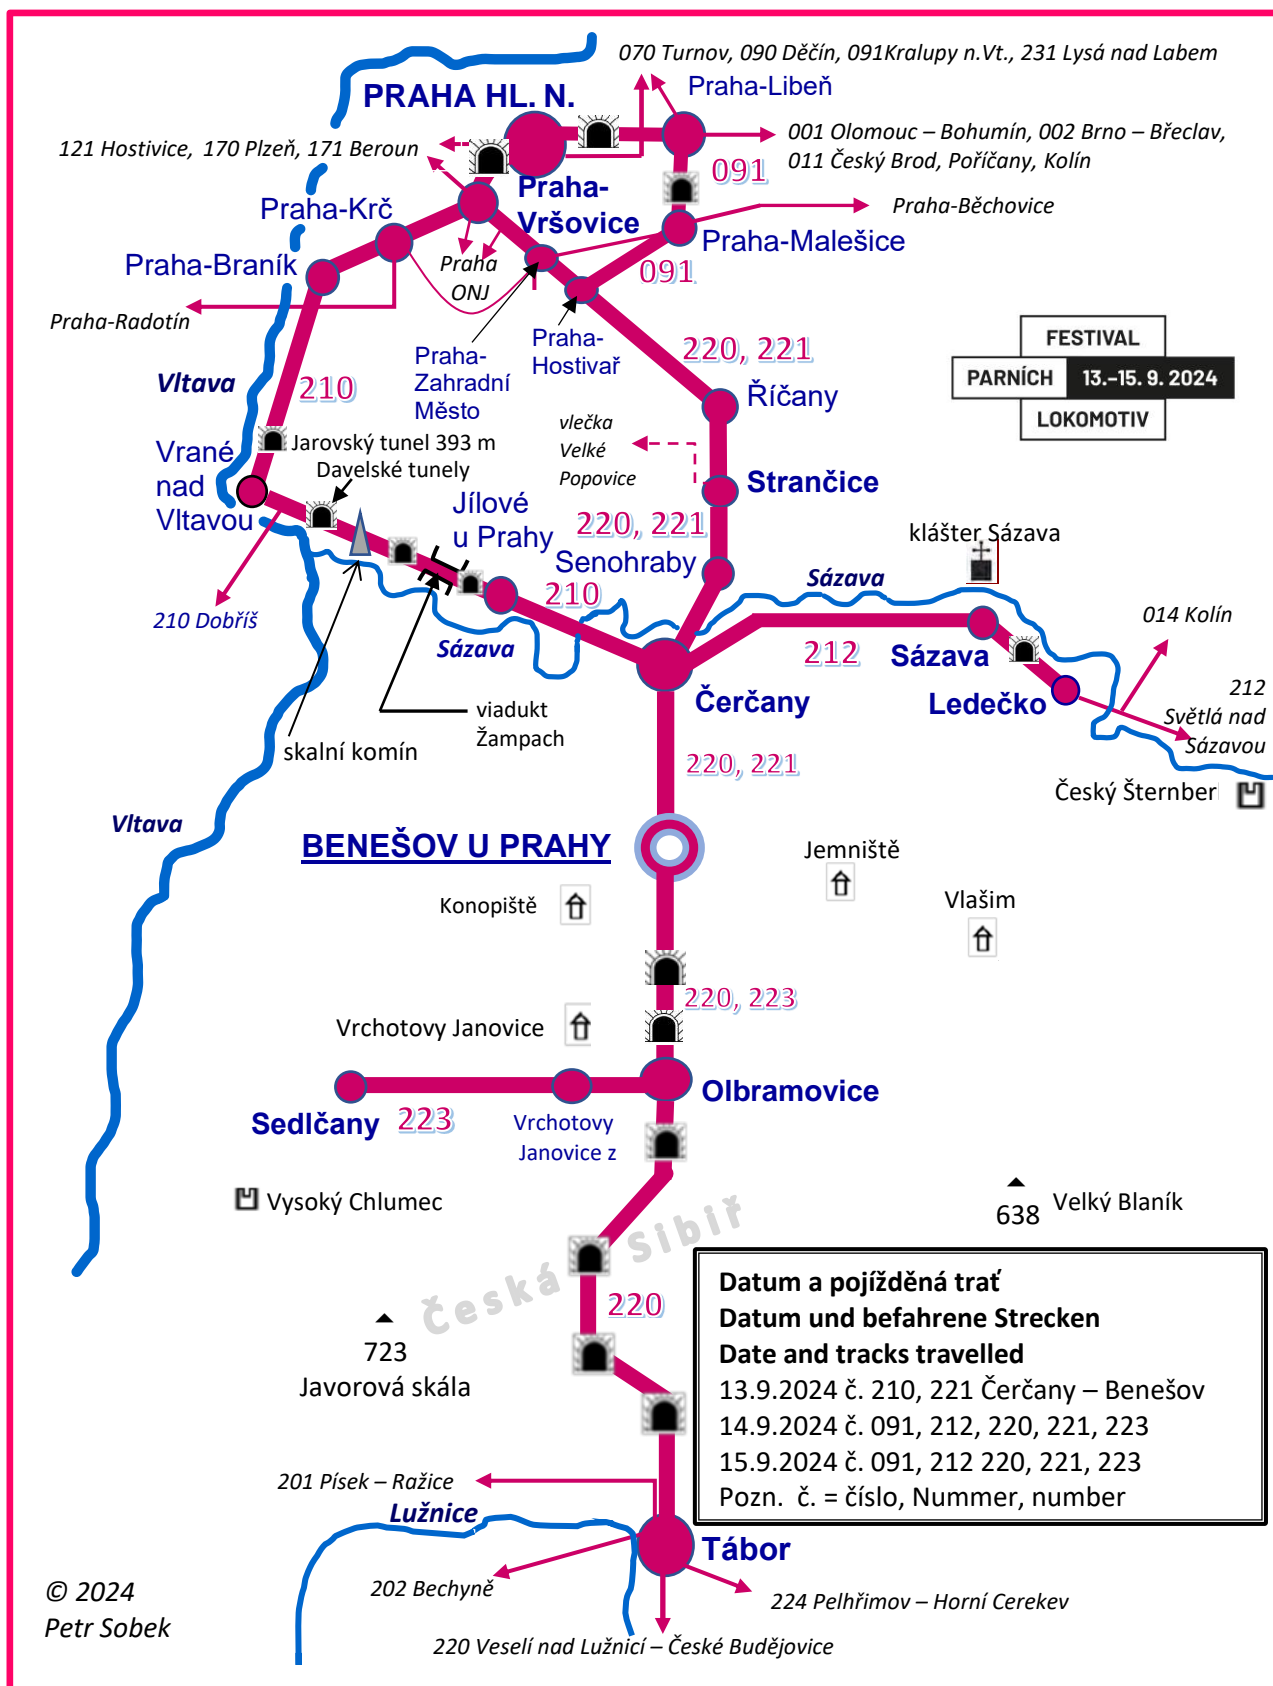 070 Turnov, 090 Děčín, 091Kralupy n.Vt., 231 Lysá nad Labem
PRAHA HL. N.
Praha-Libeň
001 Olomouc – Bohumín, 002 Brno – Břeclav,
011 Český Brod, Poříčany, Kolín
121 Hostivice, 170 Plzeň, 171 Beroun
091
Praha-
Vršovice
Praha-Běchovice
Praha-Krč
Praha-Malešice
Praha-Braník
Praha
ONJ
091
Praha-Radotín
Praha-
Hostivař
Praha-
Zahradní
Město
220, 221
FESTIVAL
PARNÍCH 13.–15. 9. 2024
LOKOMOTIV
Vltava
210
Říčany
vlečka
Velké
Popovice
Jarovský tunel 393 m
Davelské tunely
Vrané
nad
Vltavou
Strančice
Jílové
u Prahy
220, 221
klášter Sázava
Senohraby
Sázava
210
210 Dobříš
014 Kolín
Sázava
212
Sázava
Ledečko
212
Světlá nad
Sázavou
Čerčany
viadukt
Žampach
skalní komín
220, 221
Český Šternber
Vltava
BENEŠOV U PRAHY
Jemniště
Konopiště
Vlašim
220, 223
Vrchotovy Janovice
Olbramovice
Sedlčany
223
Vrchotovy
Janovice z
Vysoký Chlumec
638 Velký Blaník
Česká Sibiř
220
723
Javorová skála
Datum a pojížděná trať
Datum und befahrene Strecken
Date and tracks travelled
13.9.2024 č. 210, 221 Čerčany – Benešov
14.9.2024 č. 091, 212, 220, 221, 223
15.9.2024 č. 091, 212 220, 221, 223
Pozn. č. = číslo, Nummer, number
201 Písek – Ražice
Lužnice
Tábor
202 Bechyně
224 Pelhřimov – Horní Cerekev
220 Veselí nad Lužnicí – České Budějovice
© 2024
Petr Sobek